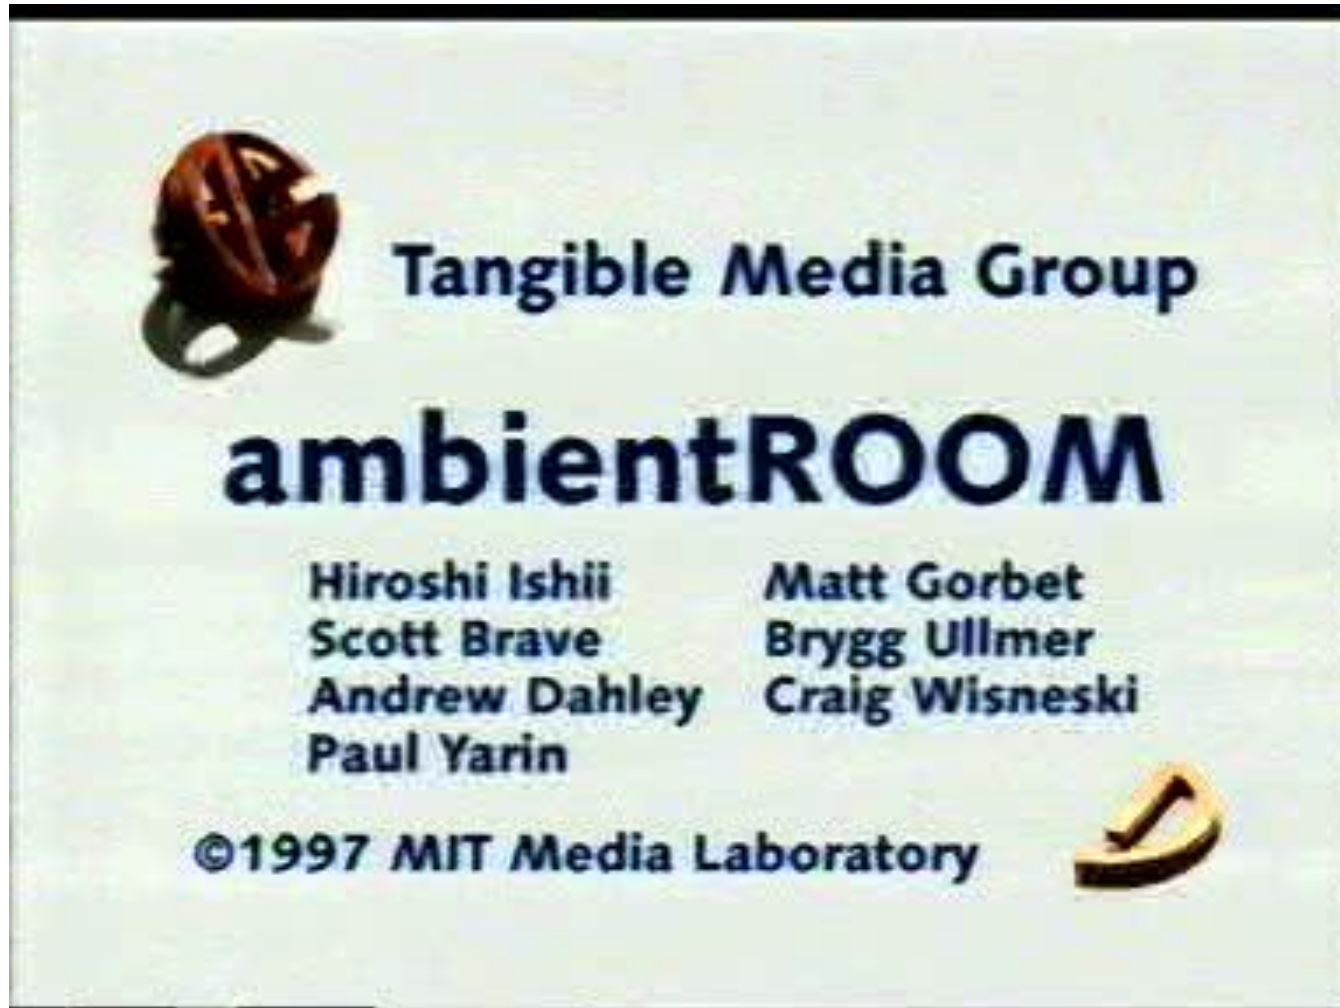 Tangible Media Group
ambientROOM
Hiroshi Ishii
Scott Brave
Andrew Dahley
Paul Yarin
Matt Gorbet
Brygg Ullmer
Craig Wisneski
©1997 MIT Media Laboratory